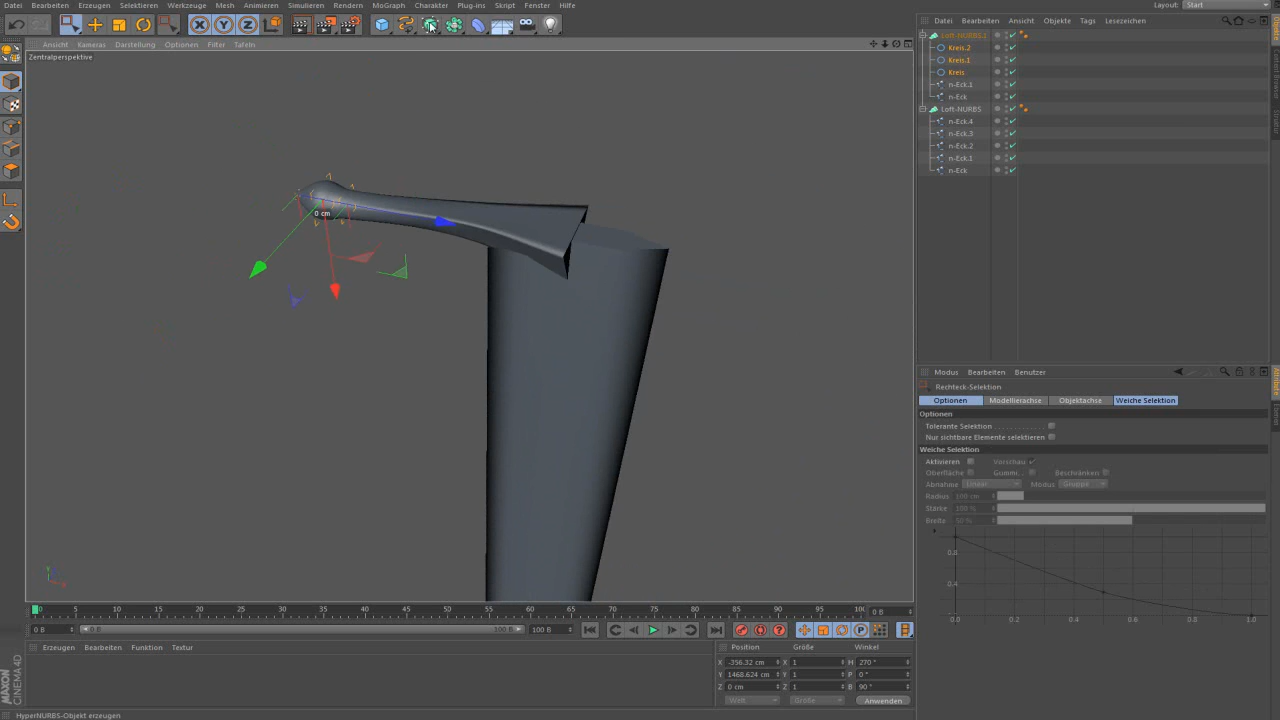 Datei Bearbeiten Erzeugen Selektieren Werkzeuge Mesh Animieren Simulieren Rendern MoGraph Charakter Plug-ins Skript Fenster Hilfe Layout: Start
Datei Bearbeiten Ansicht Objekte Tags Lesezeichen
Ansicht Kameras Darstellung Optionen Filter Tafeln
Zentralperspektive
Loft-NURBS.1
Kreis.2
Kreis.1
Kreis
n-Eck.1
n-Eck
Loft-NURBS
n-Eck.4
n-Eck.3
n-Eck.2
n-Eck.1
n-Eck
0 cm
Modus Bearbeiten Benutzer
Rechteck-Selektion
Optionen Modellierachse Objektachse Weiche Selektion
Optionen
Tolerante Selektion
Nur sichtbare Elemente selektieren
Weiche Selektion
Aktivieren Vorschau
Oberfläche Gummi... Beschränken
Abnahme Linear Modus Gruppe
Radius 100 cm
Stärke 100 %
Breite 50 %
0.8
0.4
0.0 0.2 0.4 0.6 0.8 1.0
0 5 10 15 20 25 30 35 40 45 50 55 60 65 70 75 80 85 90 95 0 B
0 B 0 B 100 B 100 B
Erzeugen Bearbeiten Funktion Textur
Position Größe Winkel
X -356.32 cm X 1 H 270 °
Y 1468.624 cm Y 1 P 0 °
Z 0 cm Z 1 B 90 °
Welt Größe Anwenden
MAXON CINEMA 4D
HyperNURBS-Objekt erzeugen